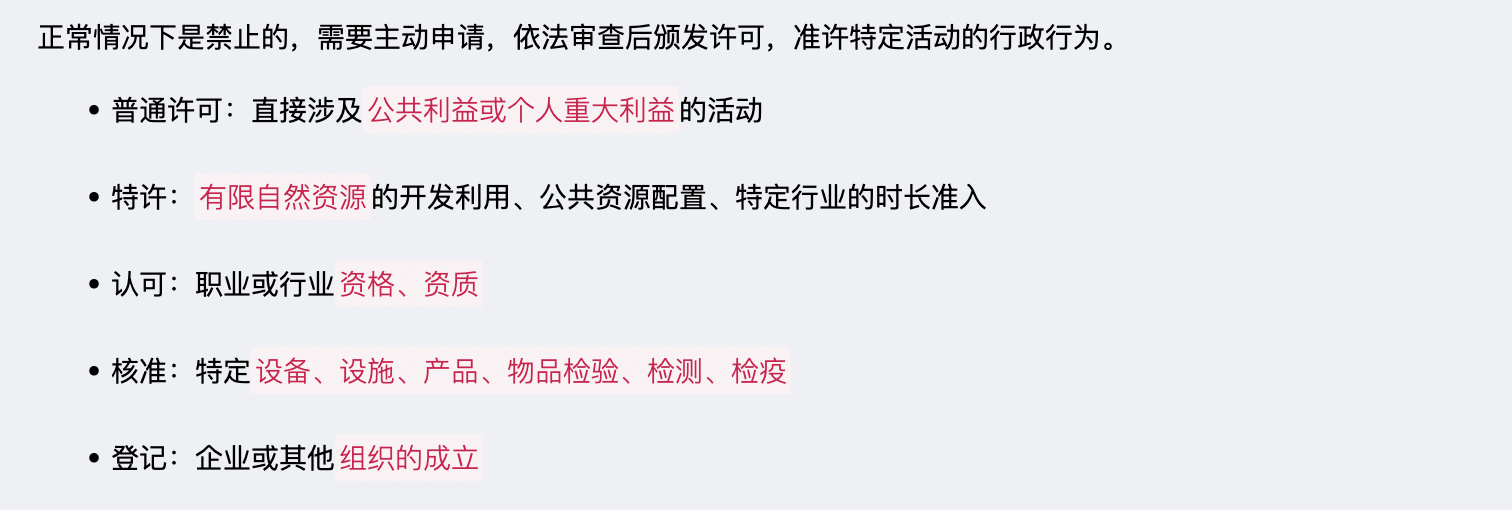 正常情况下是禁止的，需要主动申请，依法审查后颁发许可，准许特定活动的行政行为。
• 普通许可：直接涉及公共利益或个人重大利益的活动
• 特许：有限自然资源的开发利用、公共资源配置、特定行业的时长准入
• 认可：职业或行业资格、资质
• 核准：特定设备、设施、产品、物品检验、检测、检疫
• 登记：企业或其他组织的成立